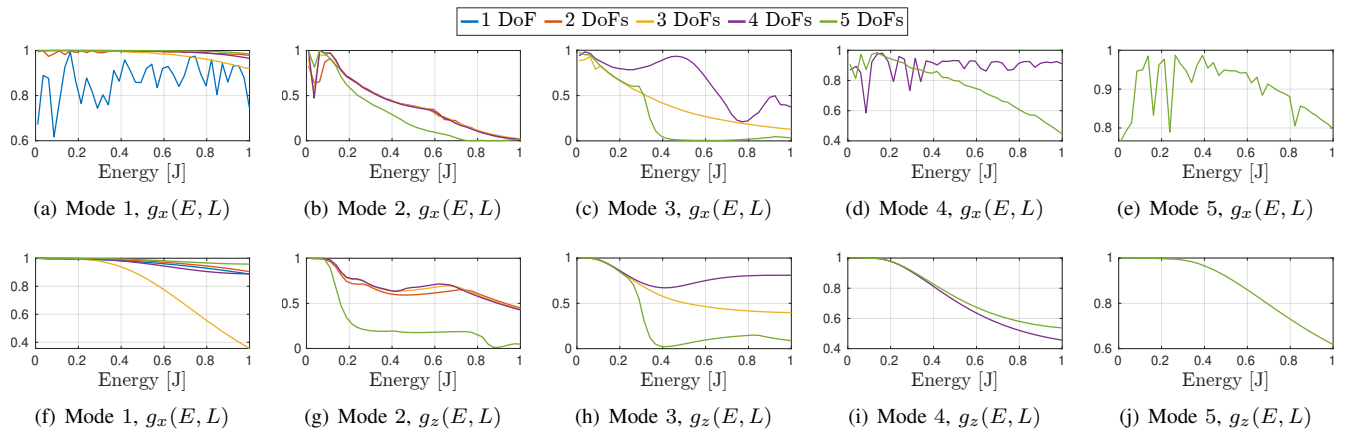 1 DoF 2 DoFs 3 DoFs 4 DoFs 5 DoFs
1
0.9
0.8
0.7
0.6
0 0.2 0.4 0.6 0.8 1
Energy [J]
(a) Mode 1, g_x(E, L)
1
0.5
0
0 0.2 0.4 0.6 0.8 1
Energy [J]
(b) Mode 2, g_x(E, L)
1
0.5
0
0 0.2 0.4 0.6 0.8 1
Energy [J]
(c) Mode 3, g_x(E, L)
1
0.8
0.6
0.4
0 0.2 0.4 0.6 0.8 1
Energy [J]
(d) Mode 4, g_x(E, L)
1
0.9
0.8
0 0.2 0.4 0.6 0.8 1
Energy [J]
(e) Mode 5, g_x(E, L)
1
0.8
0.6
0.4
0 0.2 0.4 0.6 0.8 1
Energy [J]
(f) Mode 1, g_x(E, L)
1
0.5
0
0 0.2 0.4 0.6 0.8 1
Energy [J]
(g) Mode 2, g_z(E, L)
1
0.5
0
0 0.2 0.4 0.6 0.8 1
Energy [J]
(h) Mode 3, g_z(E, L)
1
0.8
0.6
0.4
0 0.2 0.4 0.6 0.8 1
Energy [J]
(i) Mode 4, g_z(E, L)
1
0.8
0.6
0 0.2 0.4 0.6 0.8 1
Energy [J]
(j) Mode 5, g_z(E, L)